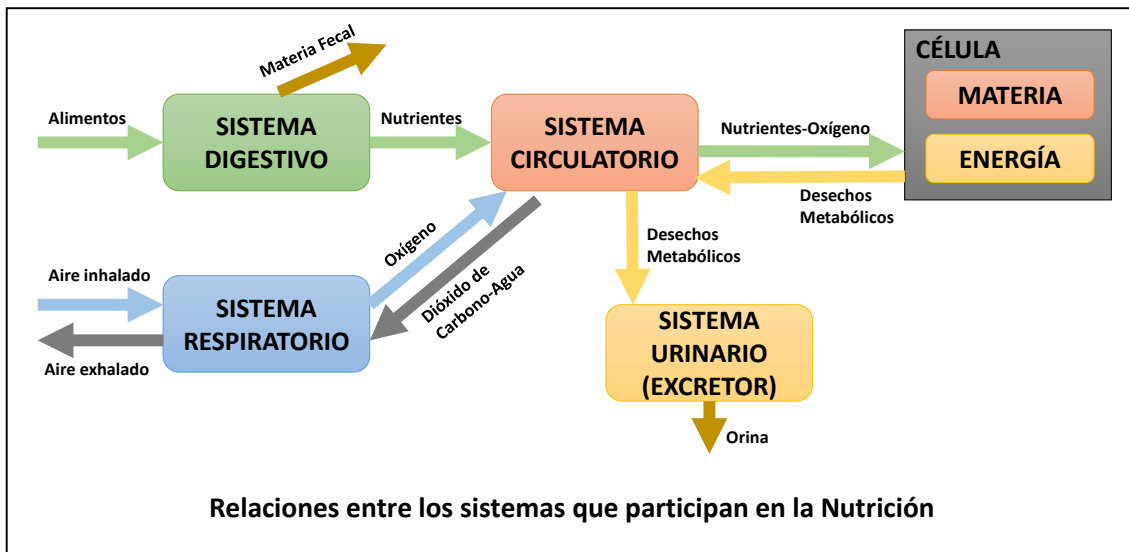 Materia Fecal
Alimentos
SISTEMA
DIGESTIVO
Nutrientes
SISTEMA
CIRCULATORIO
Nutrientes-Oxígeno
CÉLULA
MATERIA
ENERGÍA
Desechos
Metabólicos
Desechos
Metabólicos
Oxígeno
Dióxido de
Carbono-Agua
Aire inhalado
SISTEMA
RESPIRATORIO
Aire exhalado
SISTEMA
URINARIO
(EXCRETOR)
Orina
Relaciones entre los sistemas que participan en la Nutrición